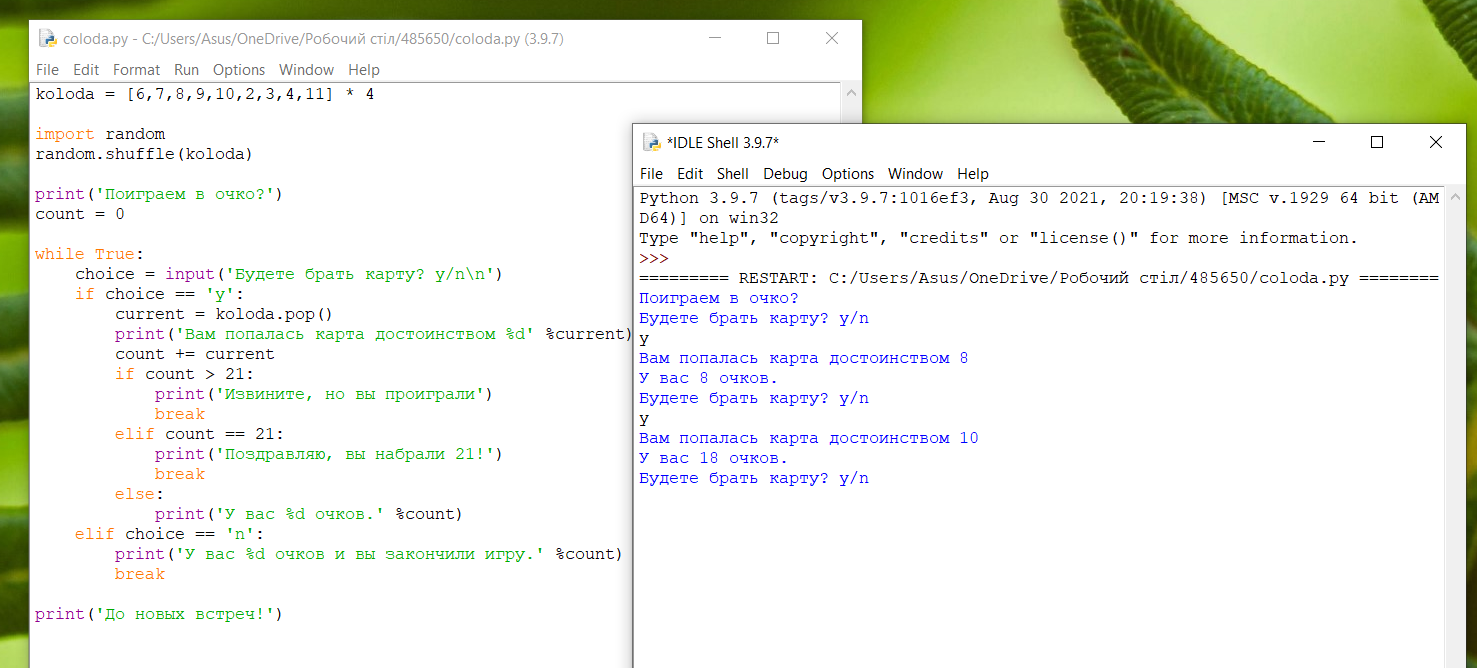 coloda.py - C:/Users/Asus/OneDrive/Робочий стіл/485650/coloda.py (3.9.7)
File Edit Format Run Options Window Help
koloda = [6,7,8,9,10,2,3,4,11] * 4
import random
random.shuffle(koloda)
print('Поиграем в очко?')
count = 0
while True:
    choice = input('Будете брать карту? y/n\n')
    if choice == 'y':
        current = koloda.pop()
        print('Вам попалась карта достоинством %d' %current)
        count += current
        if count > 21:
            print('Извините, но вы проиграли')
            break
        elif count == 21:
            print('Поздравляю, вы набрали 21!')
            break
        else:
            print('У вас %d очков.' %count)
    elif choice == 'n':
        print('У вас %d очков и вы закончили игру.' %count)
        break
print('До новых встреч!')
*IDLE Shell 3.9.7*
File Edit Shell Debug Options Window Help
Python 3.9.7 (tags/v3.9.7:1016ef3, Aug 30 2021, 20:19:38) [MSC v.1929 64 bit (AM
D64)] on win32
Type "help", "copyright", "credits" or "license()" for more information.
>>>
========= RESTART: C:/Users/Asus/OneDrive/Робочий стіл/485650/coloda.py ========
Поиграем в очко?
Будете брать карту? y/n
y
Вам попалась карта достоинством 8
У вас 8 очков.
Будете брать карту? y/n
y
Вам попалась карта достоинством 10
У вас 18 очков.
Будете брать карту? y/n